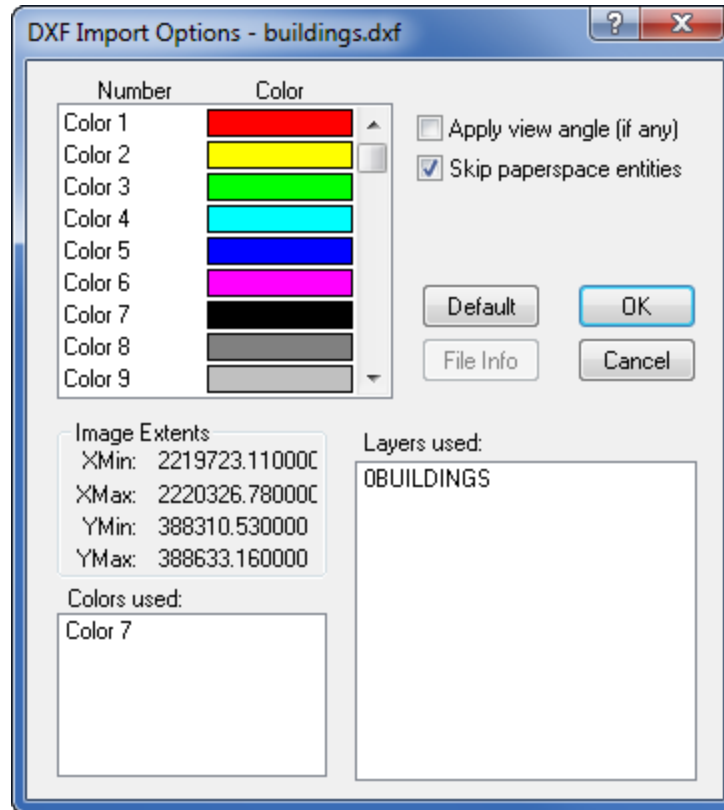 DXF Import Options - buildings.dxf
?
X
Number Color
Color 1
Color 2
Color 3
Color 4
Color 5
Color 6
Color 7
Color 8
Color 9
Apply view angle (if any)
Skip paperspace entities
Default OK
File Info Cancel
Image Extents
XMin: 2219723.110000
XMax: 2220326.780000
YMin: 388310.530000
YMax: 388633.160000
Colors used:
Color 7
Layers used:
0BUILDINGS